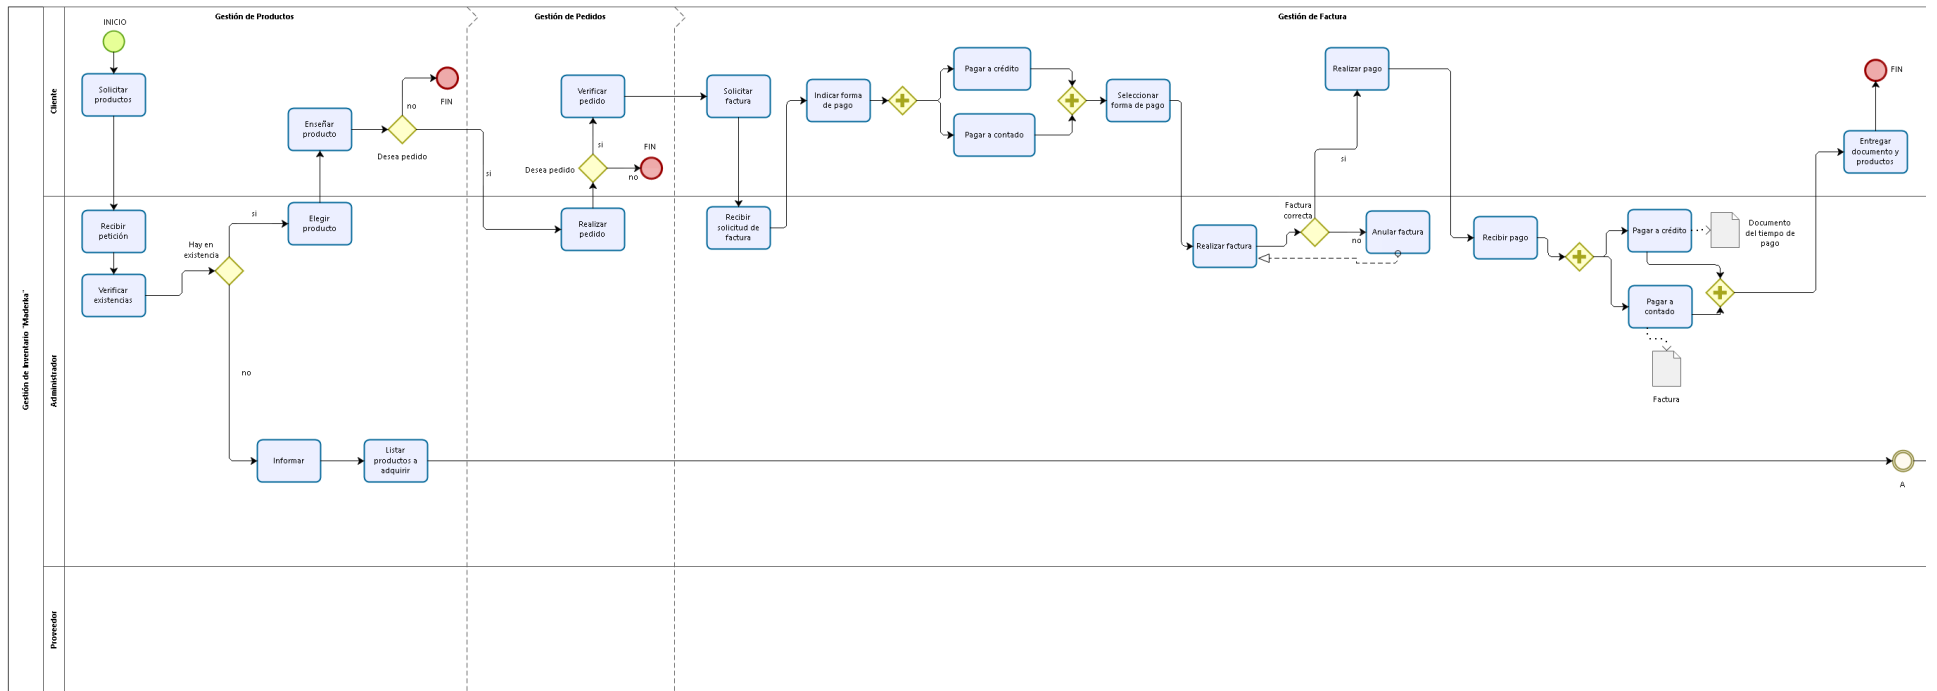 Gestión de Inventario "Maderka"
Gestión de Productos
Gestión de Pedidos
Gestión de Factura
Cliente
INICIO
Solicitar
productos
Enseñar
producto
no
FIN
Desea pedido
si
Verificar
pedido
si
Desea pedido
no
FIN
Solicitar
factura
Indicar forma
de pago
Pagar a crédito
Pagar a contado
Seleccionar
forma de pago
Realizar pago
si
FIN
Entregar
documento y
productos
Administrador
Recibir
petición
Verificar
existencias
Hay en
existencia
si
Elegir
producto
no
Informar
Listar
productos a
adquirir
Realizar
pedido
Recibir
solicitud de
factura
Realizar factura
Factura
correcta
no
Anular factura
Recibir pago
Pagar a crédito
Documento
del tiempo de
pago
Pagar a
contado
Factura
A
Proveedor